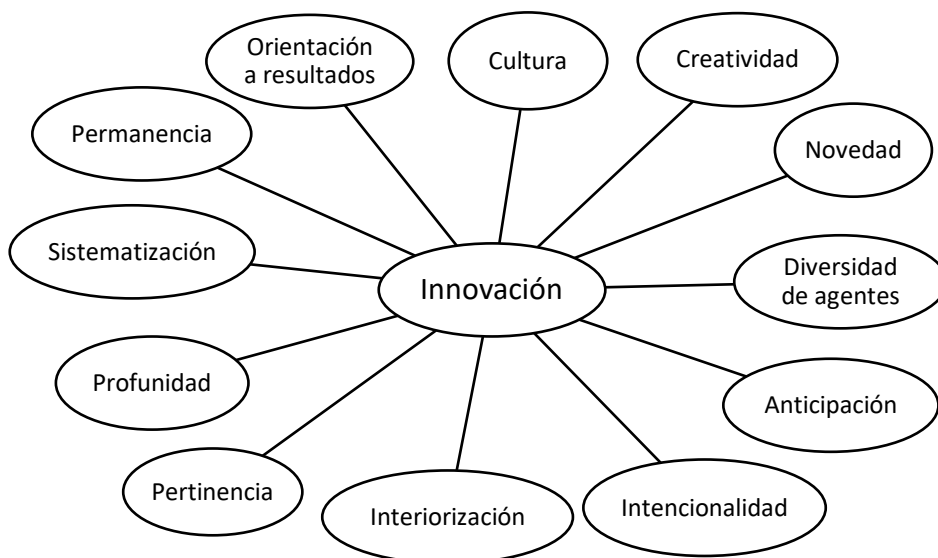 Orientación
a resultados
Cultura
Creatividad
Permanencia
Novedad
Sistematización
Innovación
Diversidad
de agentes
Profunidad
Anticipación
Pertinencia
Interiorización
Intencionalidad